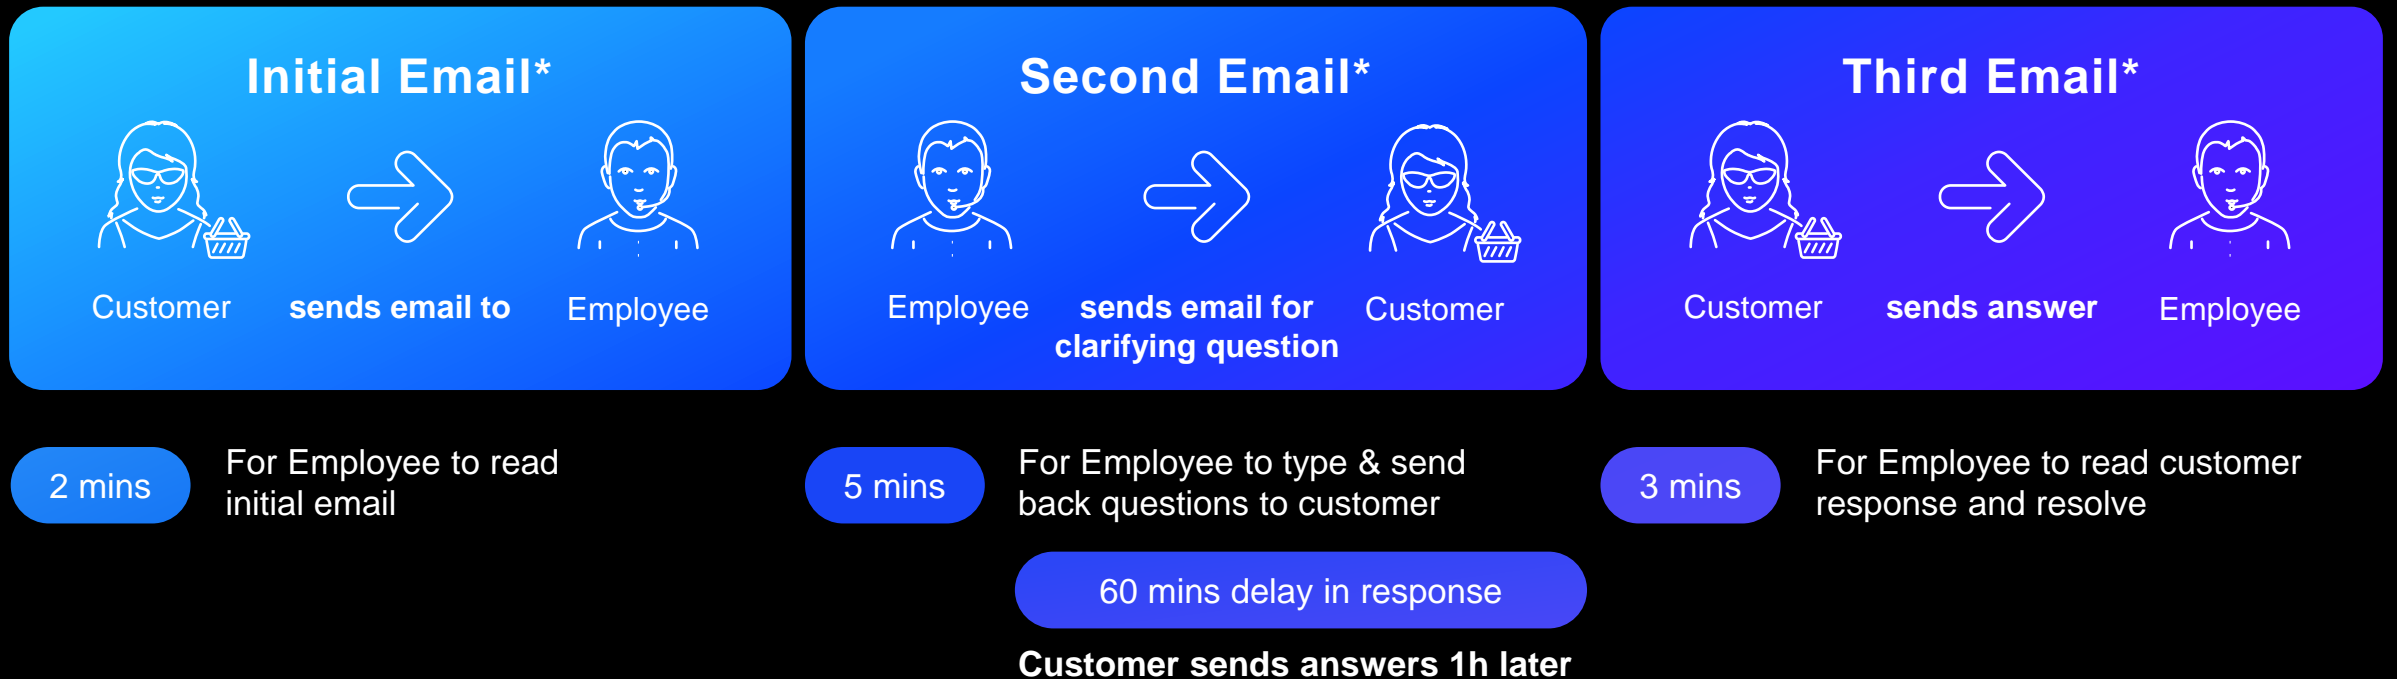 Initial Email*
Customer
sends email to
Employee
Second Email*
Employee
sends email for
clarifying question
Customer
Third Email*
Customer
sends answer
Employee
2 mins
For Employee to read
initial email
5 mins
For Employee to type & send
back questions to customer
60 mins delay in response
Customer sends answers 1h later
3 mins
For Employee to read customer
response and resolve